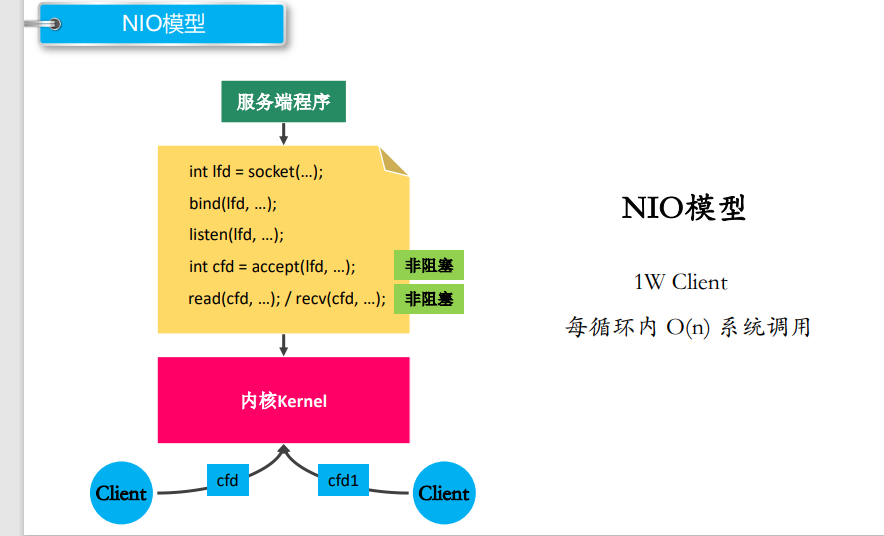 NIO模型
服务端程序
int lfd = socket(…);
bind(lfd, …);
listen(lfd, …);
int cfd = accept(lfd, …);
非阻塞
read(cfd, …); / recv(cfd, …);
非阻塞
内核Kernel
cfd
cfd1
Client
Client
NIO模型
1W Client
每循环内 O(n) 系统调用